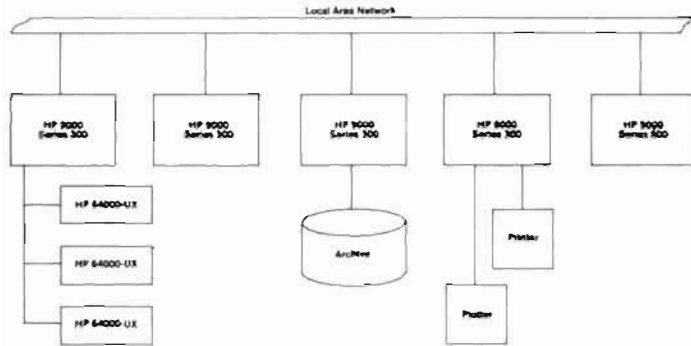 Local Area Network
HP 9000
Series 300
HP 9000
Series 300
HP 9000
Series 300
HP 9000
Series 300
HP 9000
Series 300
HP 64000-UX
HP 64000-UX
HP 64000-UX
Archive
Printer
Plotter